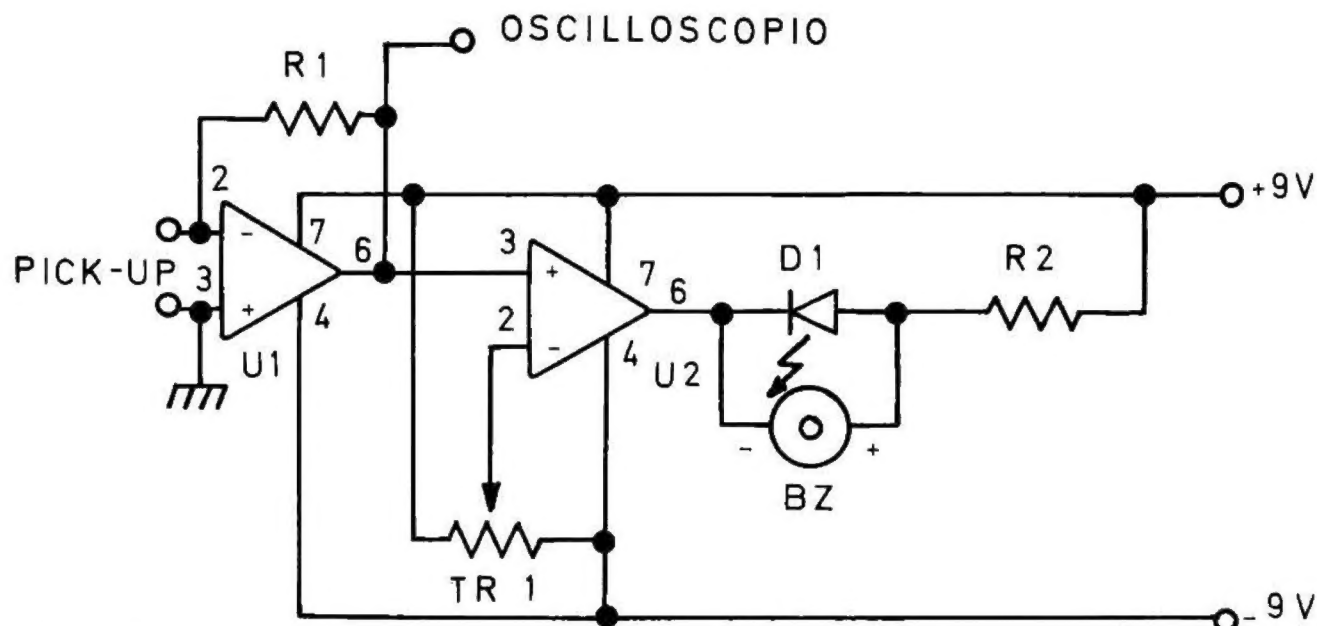 OSCILLOSCOPIO
R1
2
+9V
7
3
6
D1
R2
PICK-UP
3
-
+
7
6
4
2
+
-
U1
4
U2
-
+
BZ
TR 1
- 9V